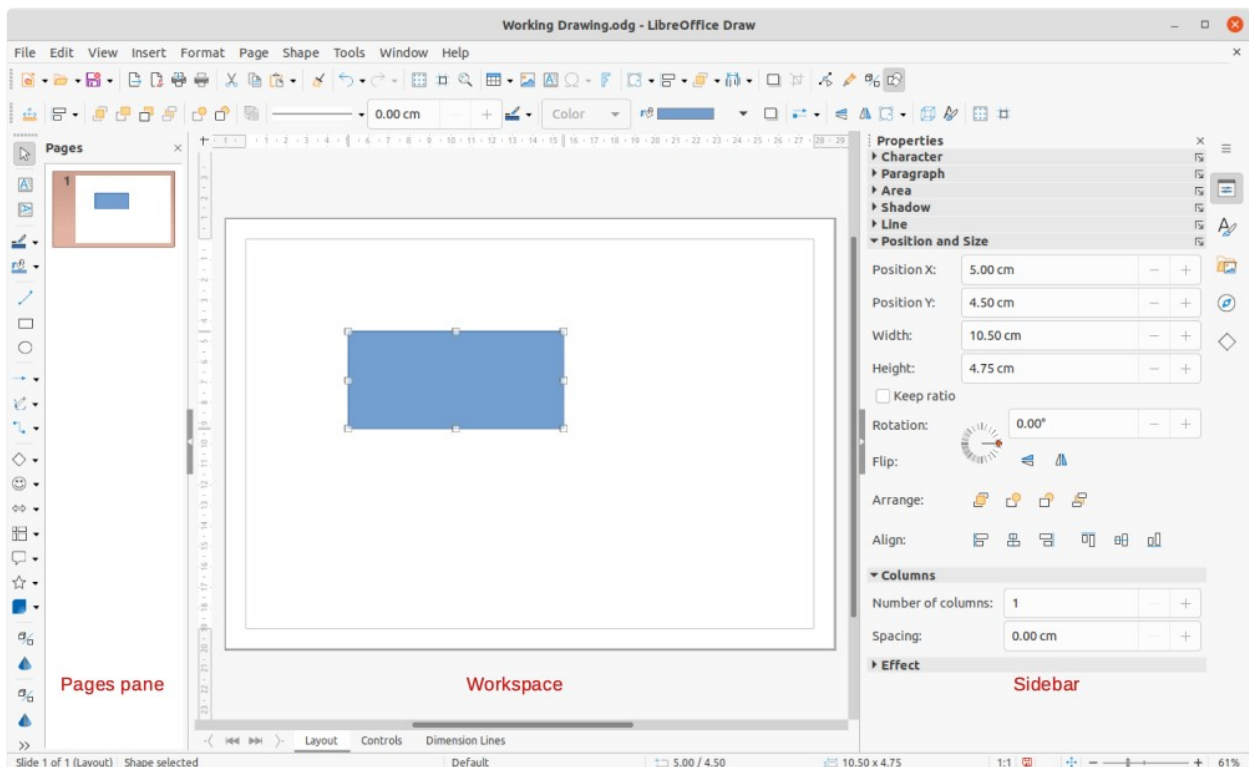 Working Drawing.odg - LibreOffice Draw
File Edit View Insert Format Page Shape Tools Window Help
0.00 cm
Color
Pages
1
Properties
Character
Paragraph
Area
Shadow
Line
Position and Size
Position X: 5.00 cm
Position Y: 4.50 cm
Width: 10.50 cm
Height: 4.75 cm
Keep ratio
Rotation: 0.00°
Flip:
Arrange:
Align:
Columns
Number of columns: 1
Spacing: 0.00 cm
Effect
Pages pane
Workspace
Sidebar
Layout Controls Dimension Lines
Slide 1 of 1 (Layout) Shape selected Default 5.00 / 4.50 10.50 x 4.75 1:1 61%